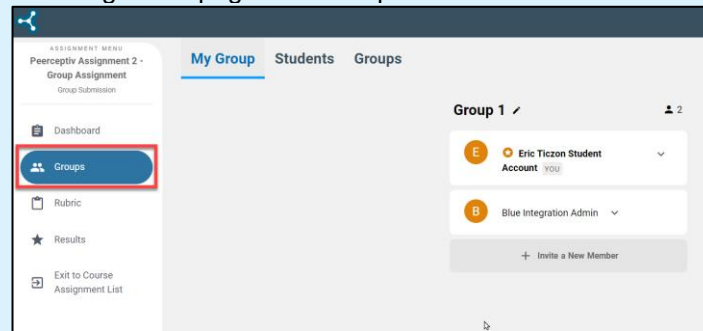 ASSIGNMENT MENU
Peerceptiv Assignment 2 -
Group Assignment
Group Submission
Dashboard
Groups
Rubric
Results
Exit to Course
Assignment List
My Group Students Groups
Group 1
2
E
Eric Ticzon Student
Account YOU
B
Blue Integration Admin
+ Invite a New Member